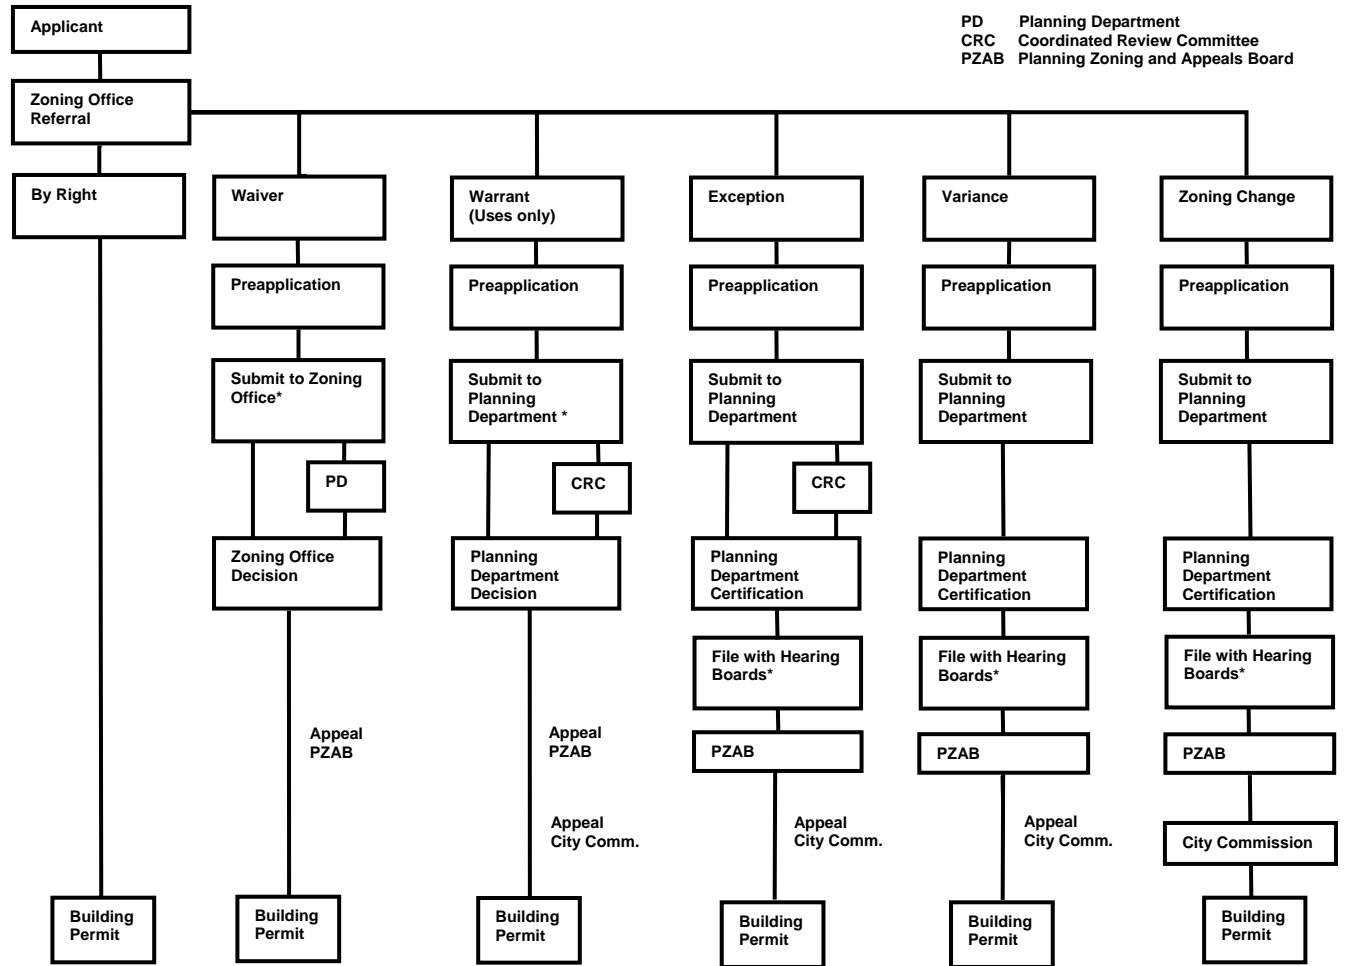 Applicant
PD Planning Department
CRC Coordinated Review Committee
PZAB Planning Zoning and Appeals Board
Zoning Office
Referral
By Right
Waiver
Warrant
(Uses only)
Exception
Variance
Zoning Change
Preapplication
Preapplication
Preapplication
Preapplication
Preapplication
Submit to Zoning
Office*
Submit to
Planning
Department *
Submit to
Planning
Department
Submit to
Planning
Department
Submit to
Planning
Department
PD
CRC
CRC
Zoning Office
Decision
Planning
Department
Decision
Planning
Department
Certification
Planning
Department
Certification
Planning
Department
Certification
File with Hearing
Boards*
File with Hearing
Boards*
File with Hearing
Boards*
Appeal
PZAB
Appeal
PZAB
PZAB
PZAB
PZAB
Appeal
City Comm.
Appeal
City Comm.
Appeal
City Comm.
City Commission
Building
Permit
Building
Permit
Building
Permit
Building
Permit
Building
Permit
Building
Permit